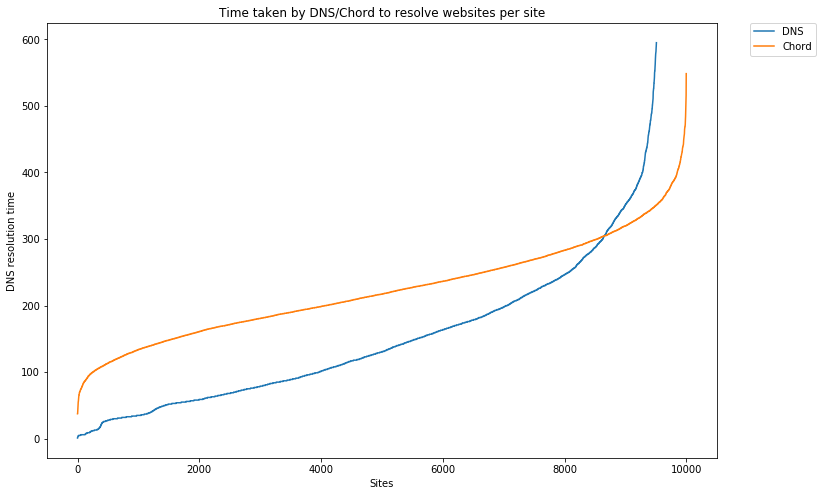 Time taken by DNS/Chord to resolve websites per site
DNS
Chord
600
500
400
300
200
100
0
DNS resolution time
0 2000 4000 6000 8000 10000
Sites